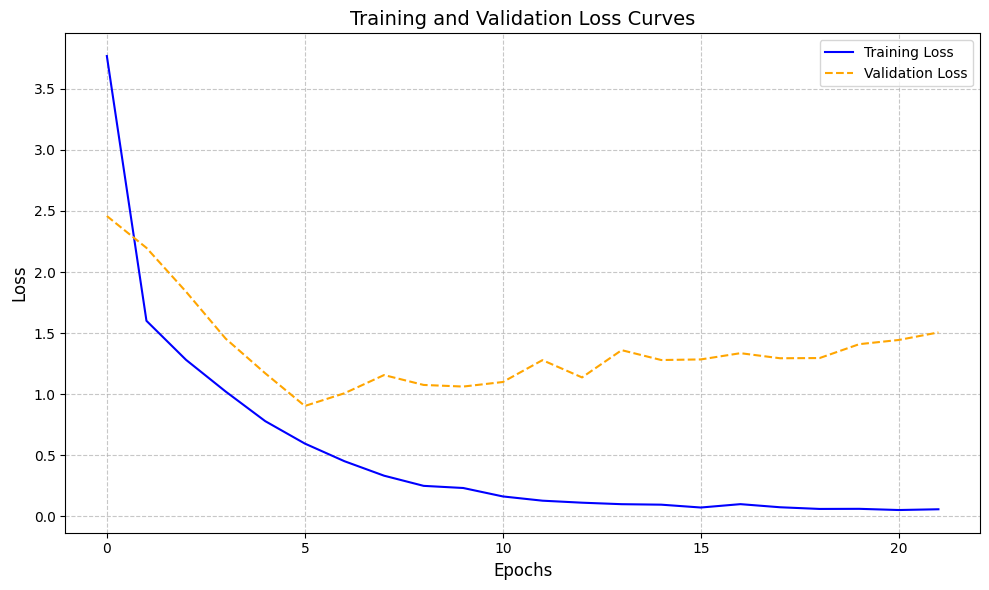 Training and Validation Loss Curves
Training Loss
Validation Loss
3.5
3.0
2.5
2.0
1.5
1.0
0.5
0.0
Loss
0 5 10 15 20
Epochs